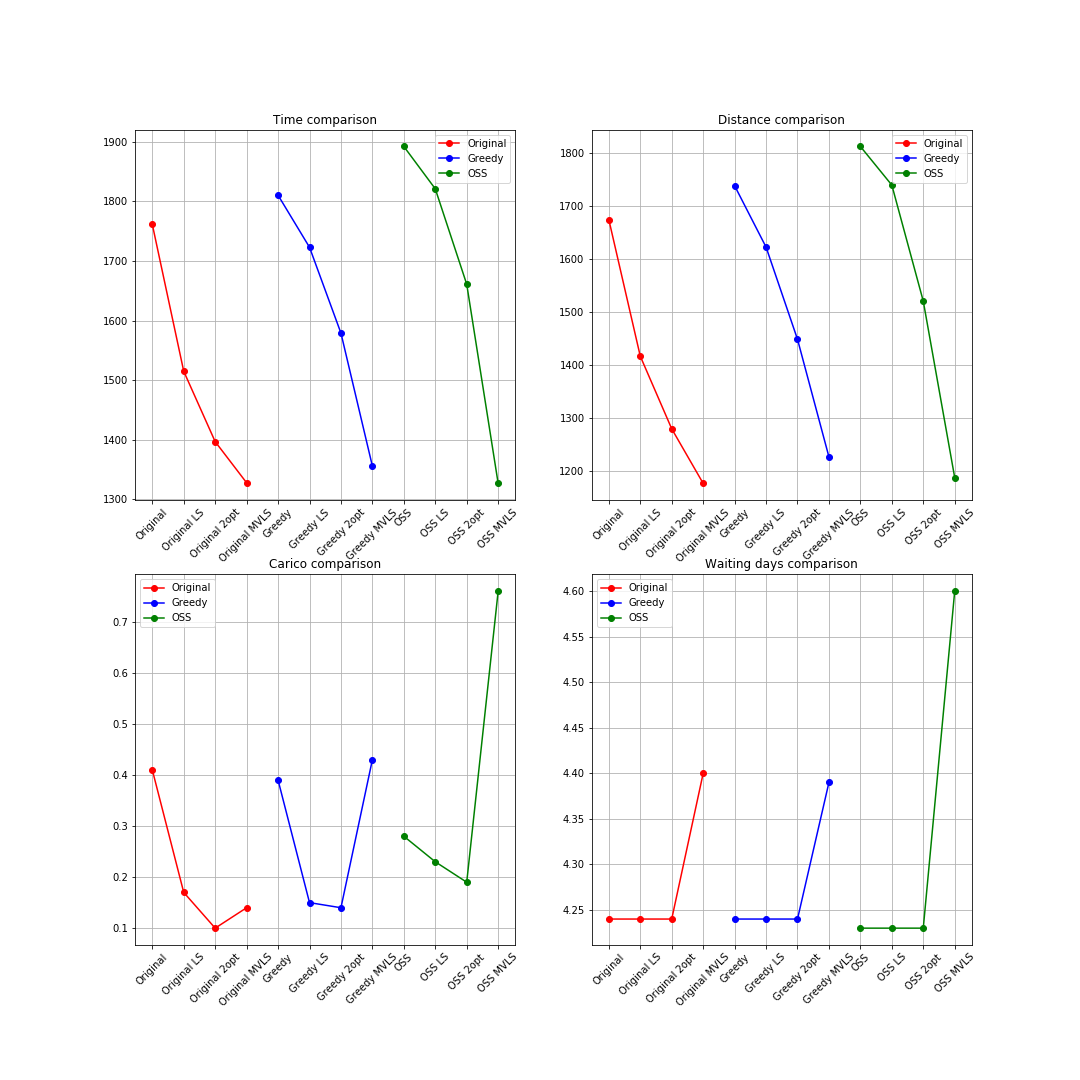 Time comparison
1900
1800
1700
1600
1500
1400
1300
Original
Greedy
OSS
Original
Original LS
Original 2opt
Original MVLS
Greedy
Greedy LS
Greedy 2opt
Greedy MVLS
OSS
OSS LS
OSS 2opt
OSS MVLS
Distance comparison
1800
1700
1600
1500
1400
1300
1200
Original
Greedy
OSS
Original
Original LS
Original 2opt
Original MVLS
Greedy
Greedy LS
Greedy 2opt
Greedy MVLS
OSS
OSS LS
OSS 2opt
OSS MVLS
Carico comparison
0.7
0.6
0.5
0.4
0.3
0.2
0.1
Original
Greedy
OSS
Original
Original LS
Original 2opt
Original MVLS
Greedy
Greedy LS
Greedy 2opt
Greedy MVLS
OSS
OSS LS
OSS 2opt
OSS MVLS
Waiting days comparison
4.60
4.55
4.50
4.45
4.40
4.35
4.30
4.25
Original
Greedy
OSS
Original
Original LS
Original 2opt
Original MVLS
Greedy
Greedy LS
Greedy 2opt
Greedy MVLS
OSS
OSS LS
OSS 2opt
OSS MVLS